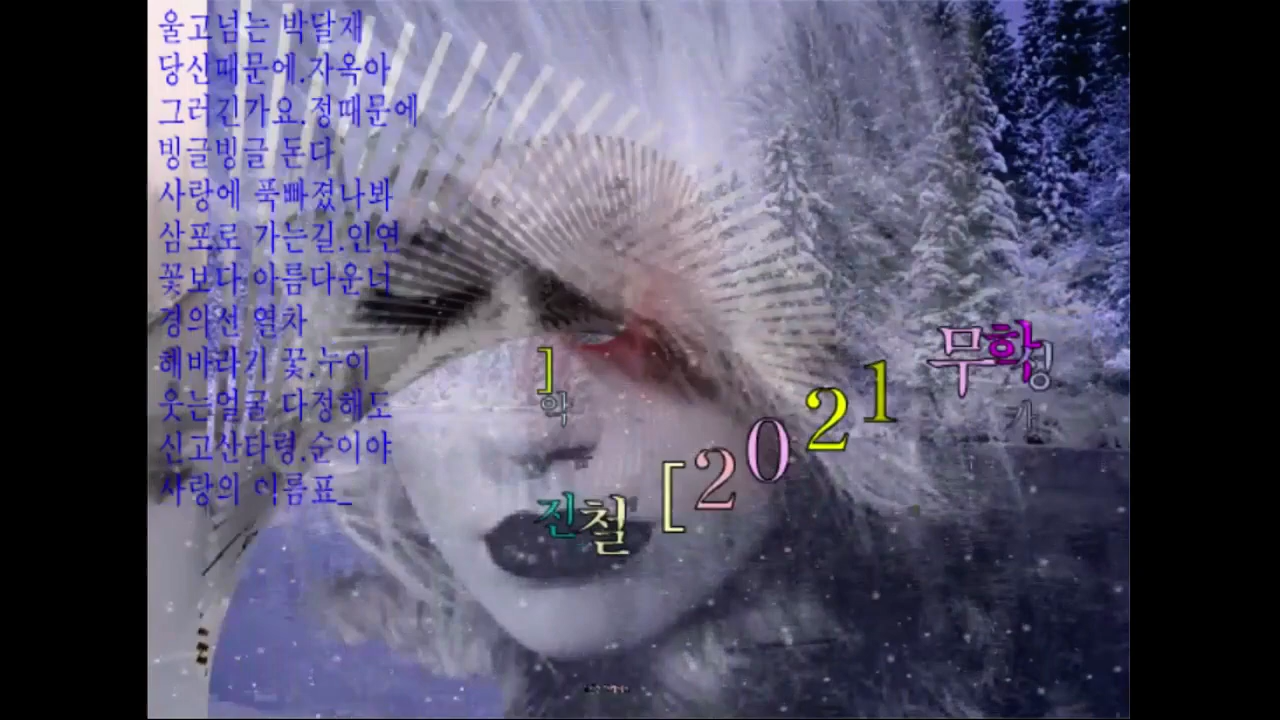 울고넘는 박달재
당신때문에.자옥아
그러긴가요.정때문에
빙글빙글 돈다
사랑에 푹빠졌나봐
삼포로 가는길.인연
꽃보다 아름다운너
경의선 열차
해바라기 꽃.누이
웃는얼굴 다정해도
신고산타령.순이야
사랑의 이름표_
무학
[2021
]
진철